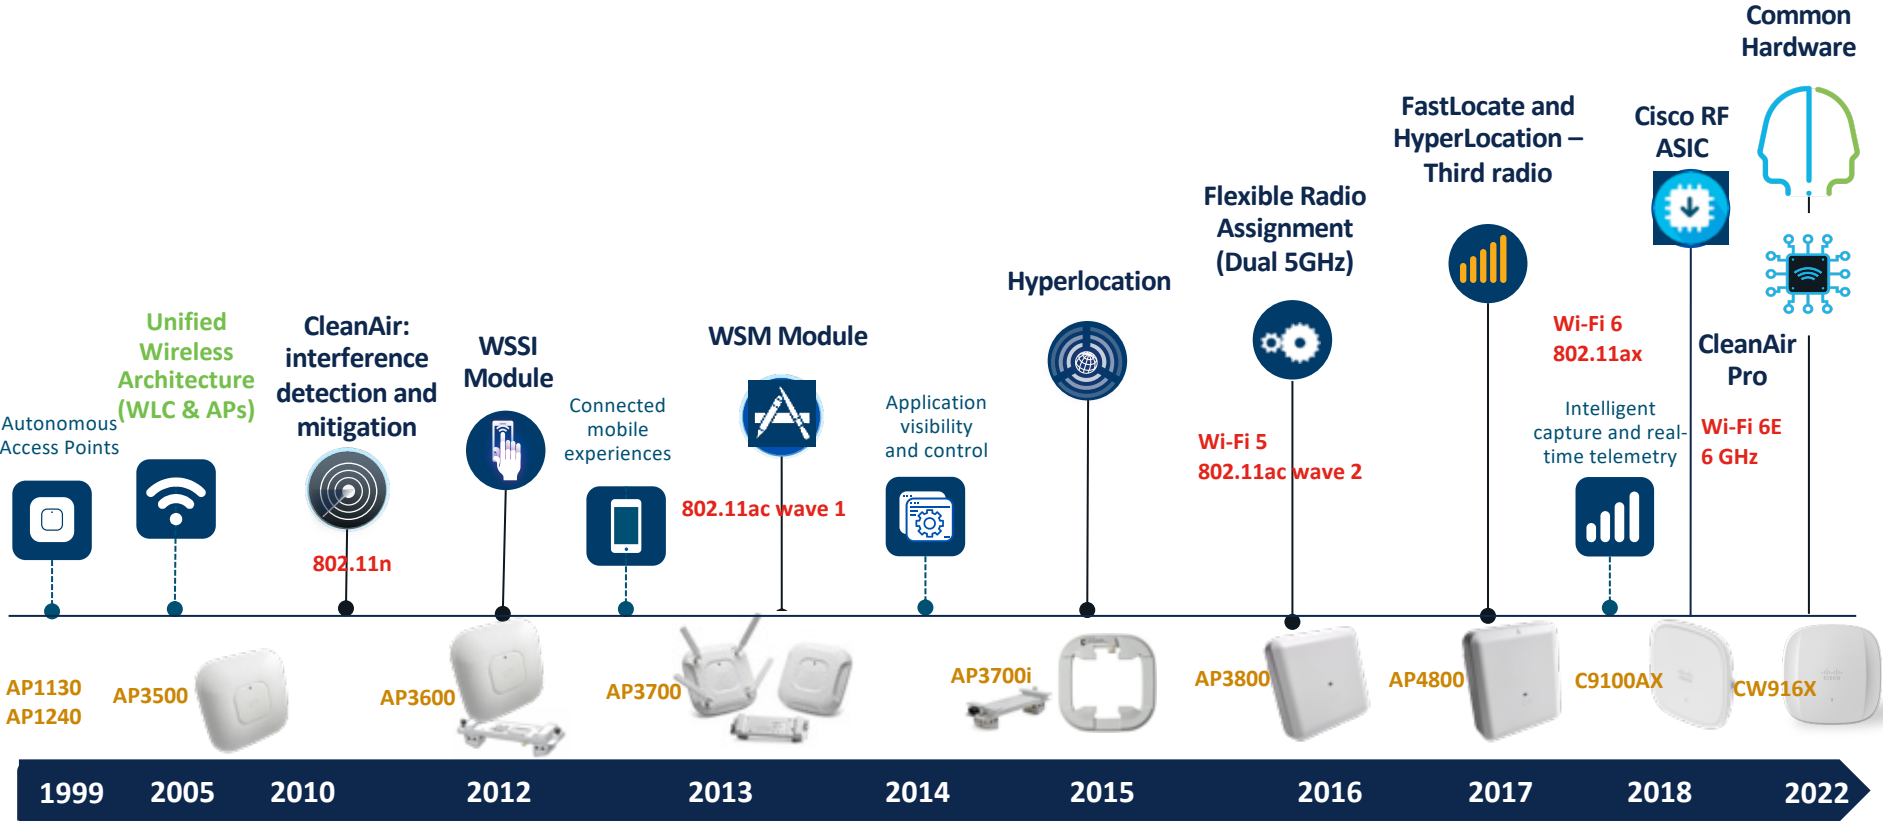 Common
Hardware
FastLocate and
HyperLocation –
Third radio
Cisco RF
ASIC
Flexible Radio
Assignment
(Dual 5GHz)
Hyperlocation
Unified
Wireless
Architecture
(WLC & APs)
CleanAir:
interference
detection and
mitigation
WSSI
Module
WSM Module
Wi-Fi 6
802.11ax
CleanAir
Pro
Autonomous
Access Points
Connected
mobile
experiences
Application
visibility
and control
Wi-Fi 5
802.11ac wave 2
Intelligent
capture and real-
time telemetry
Wi-Fi 6E
6 GHz
802.11n
802.11ac wave 1
AP1130
AP1240
AP3500
AP3600
AP3700
AP3700i
AP3800
AP4800
C9100AX
CW916X
1999
2005
2010
2012
2013
2014
2015
2016
2017
2018
2022